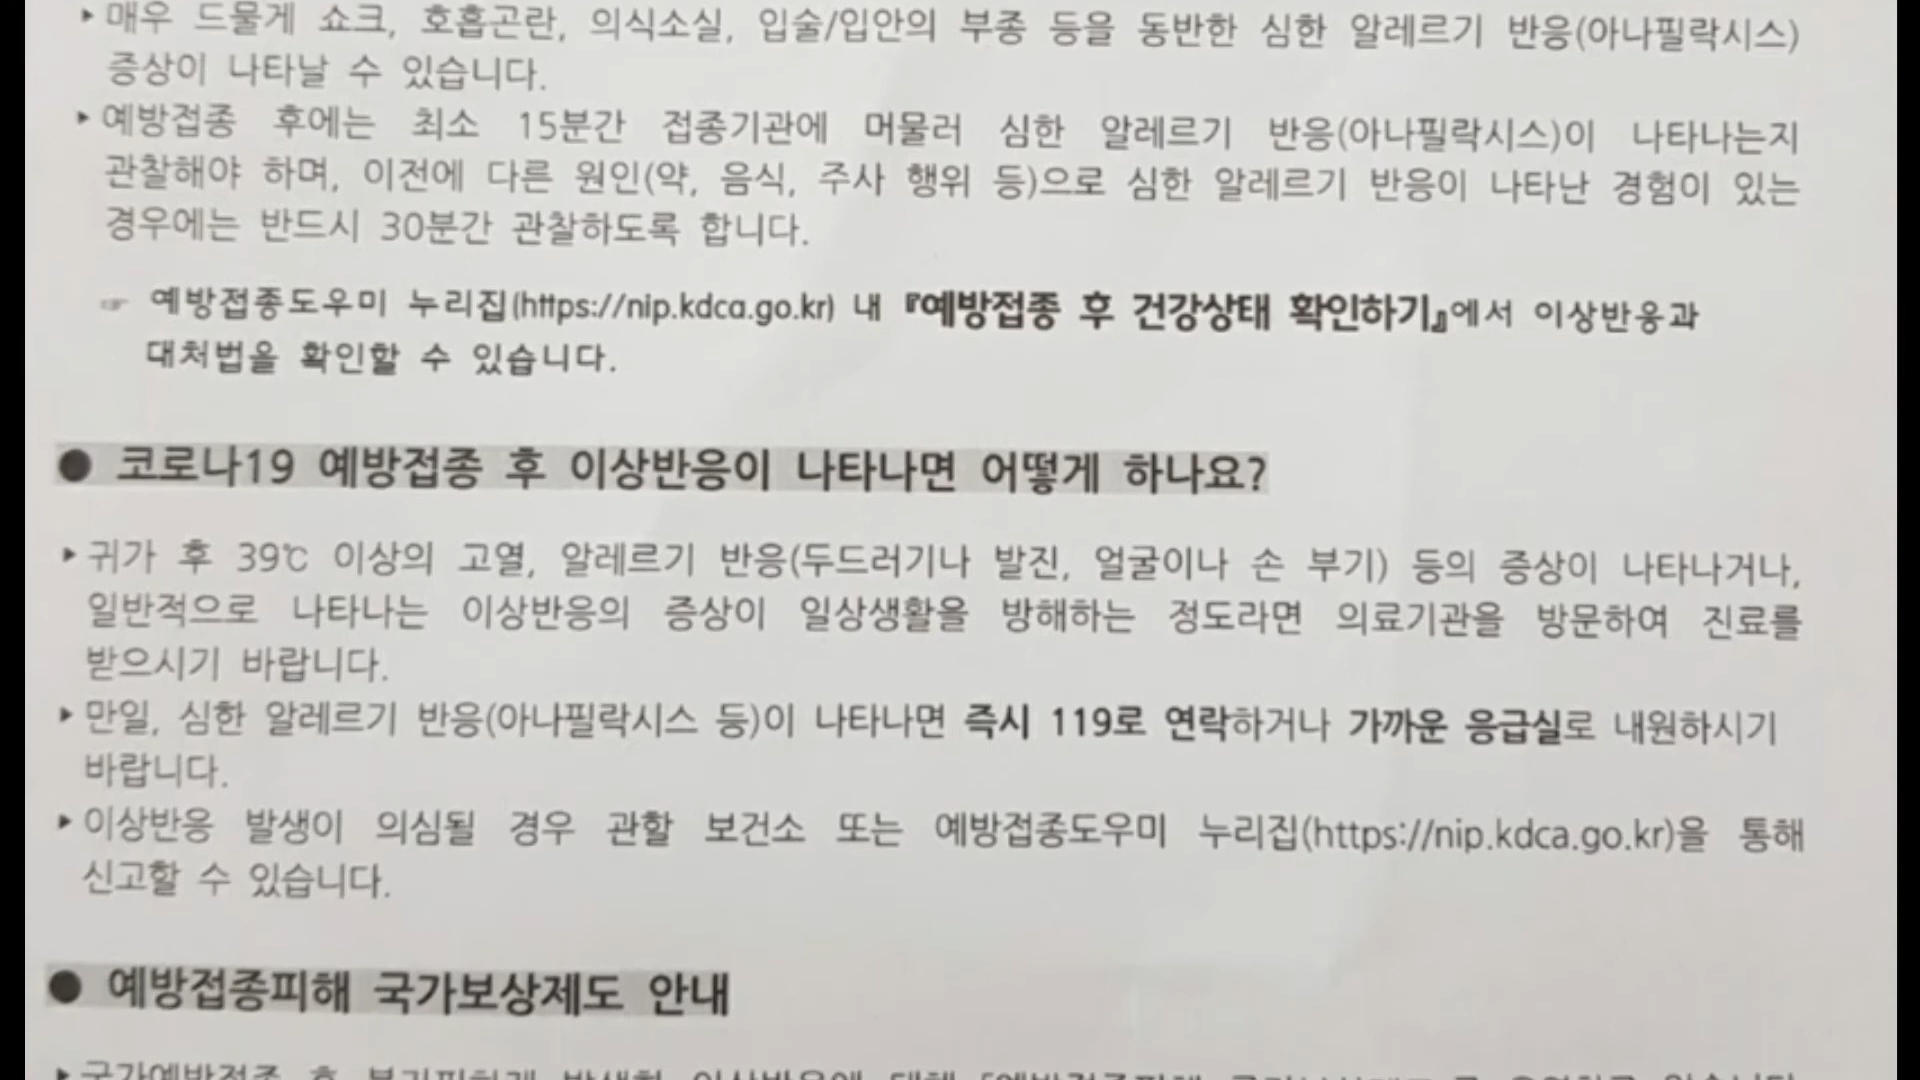 ▸ 매우 드물게 쇼크, 호흡곤란, 의식소실, 입술/입안의 부종 등을 동반한 심한 알레르기 반응(아나필락시스)
증상이 나타날 수 있습니다.
▸ 예방접종 후에는 최소 15분간 접종기관에 머물러 심한 알레르기 반응(아나필락시스)이 나타나는지
관찰해야 하며, 이전에 다른 원인(약, 음식, 주사 행위 등)으로 심한 알레르기 반응이 나타난 경험이 있는
경우에는 반드시 30분간 관찰하도록 합니다.
☞ 예방접종도우미 누리집(https://nip.kdca.go.kr) 내 『예방접종 후 건강상태 확인하기』에서 이상반응과
대처법을 확인할 수 있습니다.
● 코로나19 예방접종 후 이상반응이 나타나면 어떻게 하나요?
▸ 귀가 후 39℃ 이상의 고열, 알레르기 반응(두드러기나 발진, 얼굴이나 손 부기) 등의 증상이 나타나거나,
일반적으로 나타나는 이상반응의 증상이 일상생활을 방해하는 정도라면 의료기관을 방문하여 진료를
받으시기 바랍니다.
▸ 만일, 심한 알레르기 반응(아나필락시스 등)이 나타나면 즉시 119로 연락하거나 가까운 응급실로 내원하시기
바랍니다.
▸ 이상반응 발생이 의심될 경우 관할 보건소 또는 예방접종도우미 누리집(https://nip.kdca.go.kr)을 통해
신고할 수 있습니다.
● 예방접종피해 국가보상제도 안내
▸ 국가예방접종 후